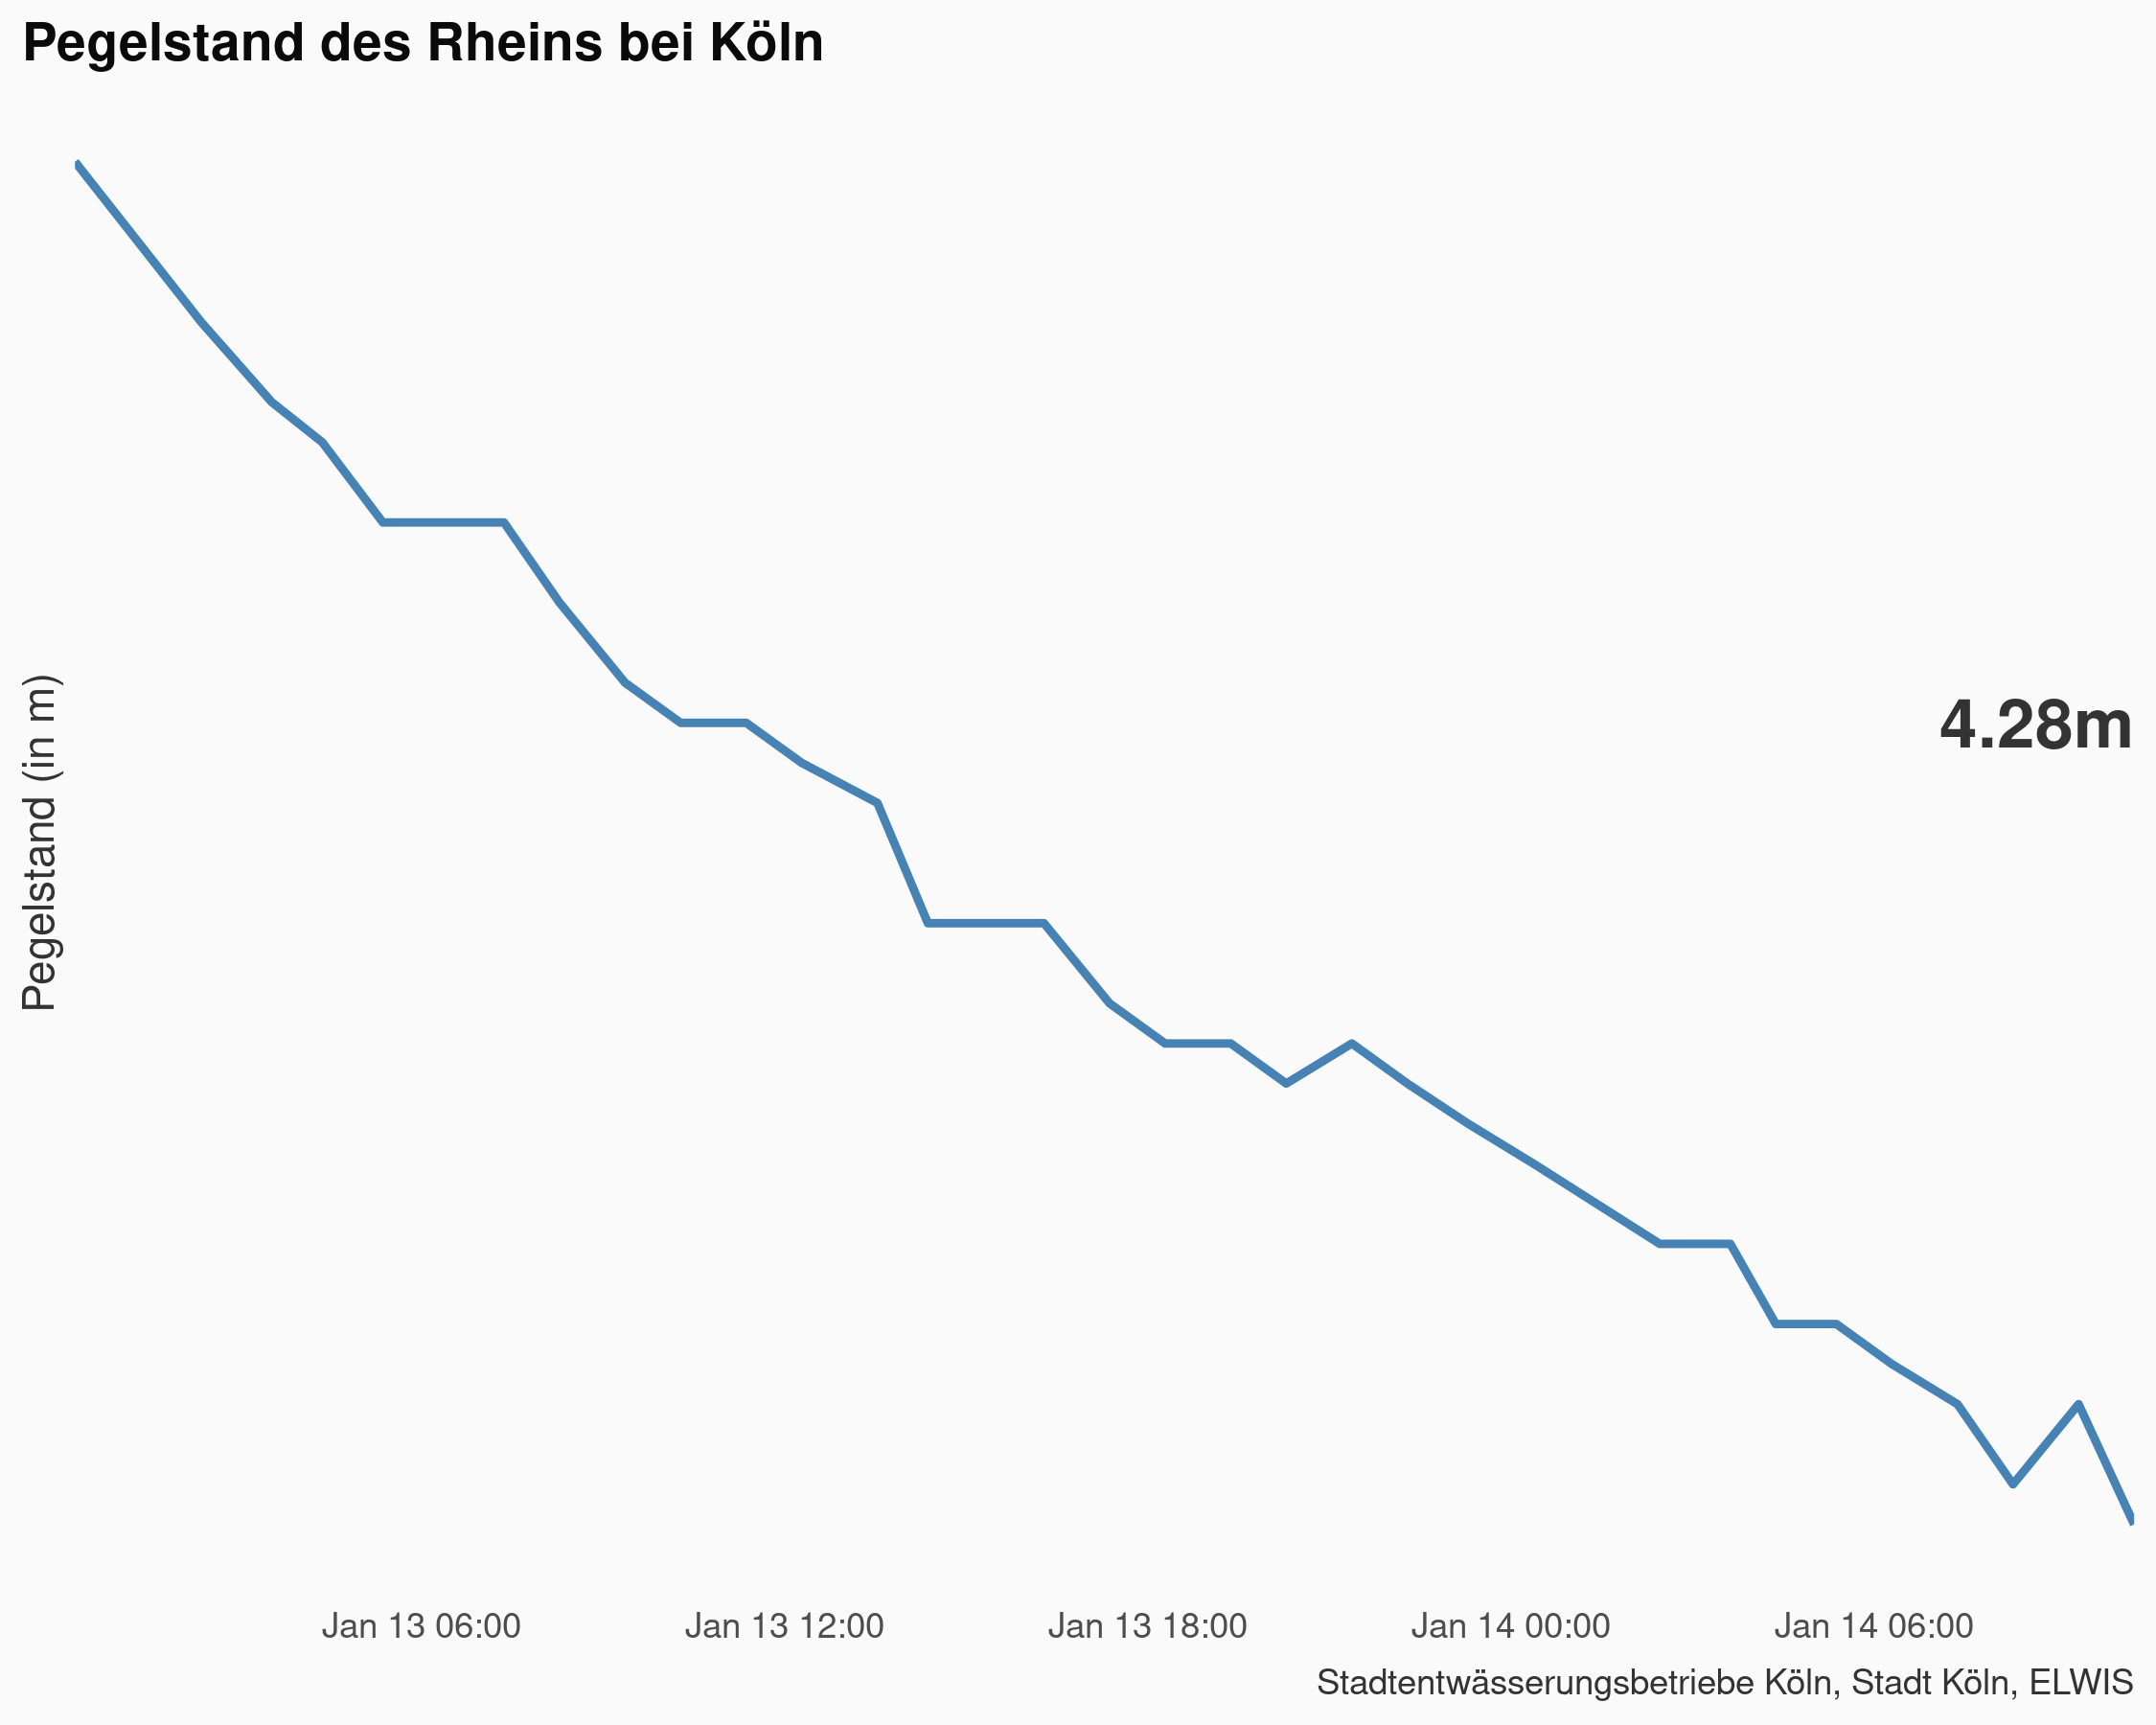 Pegelstand des Rheins bei Köln
Pegelstand (in m)
4.28m
Jan 13 06:00 Jan 13 12:00 Jan 13 18:00 Jan 14 00:00 Jan 14 06:00
Stadtentwässerungsbetriebe Köln, Stadt Köln, ELWIS